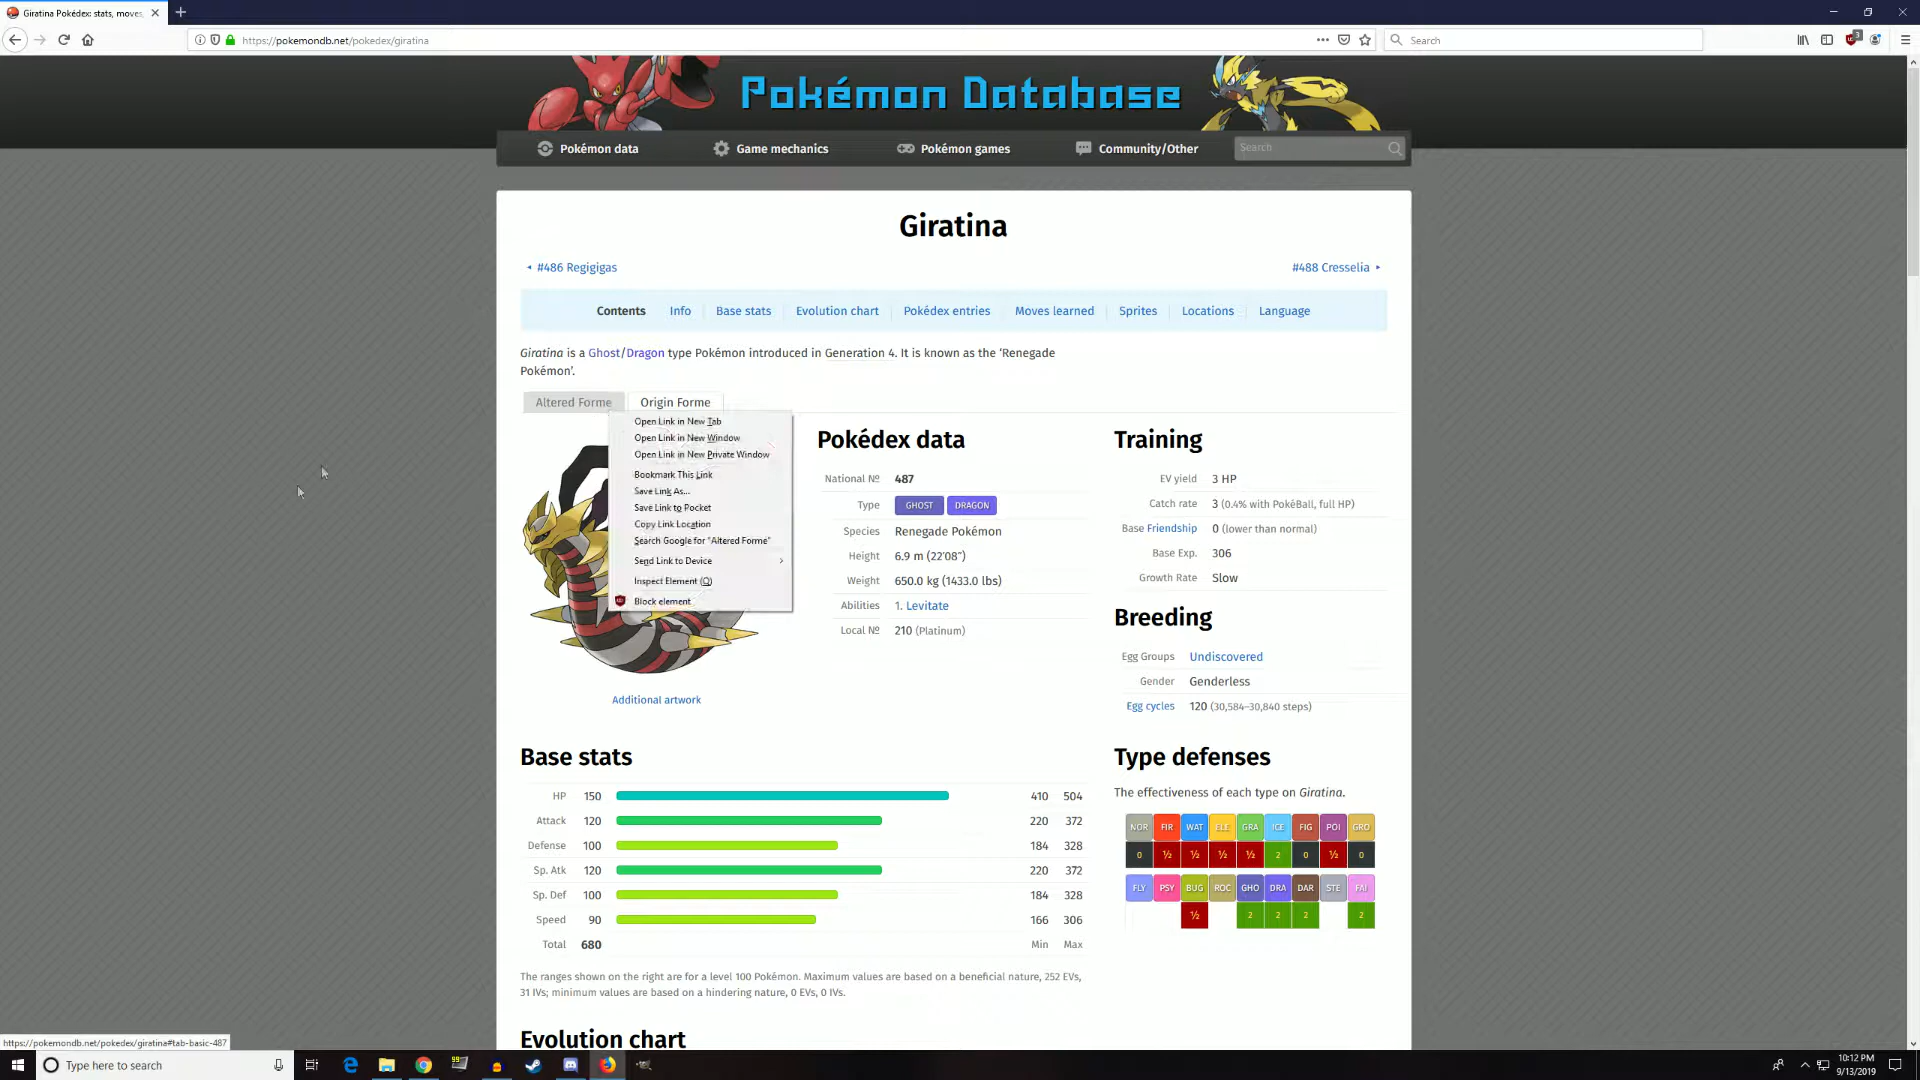 Giratina Pokédex: stats, moves,
https://pokemondb.net/pokedex/giratina
Search
3
Pokémon Database
Pokémon data
Game mechanics
Pokémon games
Community/Other
Search
Giratina
#486 Regigigas
#488 Cresselia
Contents
Info
Base stats
Evolution chart
Pokédex entries
Moves learned
Sprites
Locations
Language
Giratina is a Ghost/Dragon type Pokémon introduced in Generation 4. It is known as the ‘Renegade
Pokémon’.
Altered Forme
Origin Forme
Open Link in New Tab
Open Link in New Window
Open Link in New Private Window
Bookmark This Link
Save Link As...
Save Link to Pocket
Copy Link Location
Search Google for "Altered Forme"
Send Link to Device
Inspect Element (Q)
Block element
Additional artwork
Pokédex data
National № 487
Type GHOST DRAGON
Species Renegade Pokémon
Height 6.9 m (22′08″)
Weight 650.0 kg (1433.0 lbs)
Abilities 1. Levitate
Local № 210 (Platinum)
Training
EV yield 3 HP
Catch rate 3 (0.4% with PokéBall, full HP)
Base Friendship 0 (lower than normal)
Base Exp. 306
Growth Rate Slow
Breeding
Egg Groups Undiscovered
Gender Genderless
Egg cycles 120 (30,584–30,840 steps)
Base stats
HP 150 410 504
Attack 120 220 372
Defense 100 184 328
Sp. Atk 120 220 372
Sp. Def 100 184 328
Speed 90 166 306
Total 680 Min Max
The ranges shown on the right are for a level 100 Pokémon. Maximum values are based on a beneficial nature, 252 EVs,
31 IVs; minimum values are based on a hindering nature, 0 EVs, 0 IVs.
Type defenses
The effectiveness of each type on Giratina.
NOR FIR WAT ELE GRA ICE FIG POI GRO
0 ½ ½ ½ ½ 2 0 ½ 0
FLY PSY BUG ROC GHO DRA DAR STE FAI
½ 2 2 2 2
Evolution chart
https://pokemondb.net/pokedex/giratina#tab-basic-487
Type here to search
10:12 PM
9/13/2019